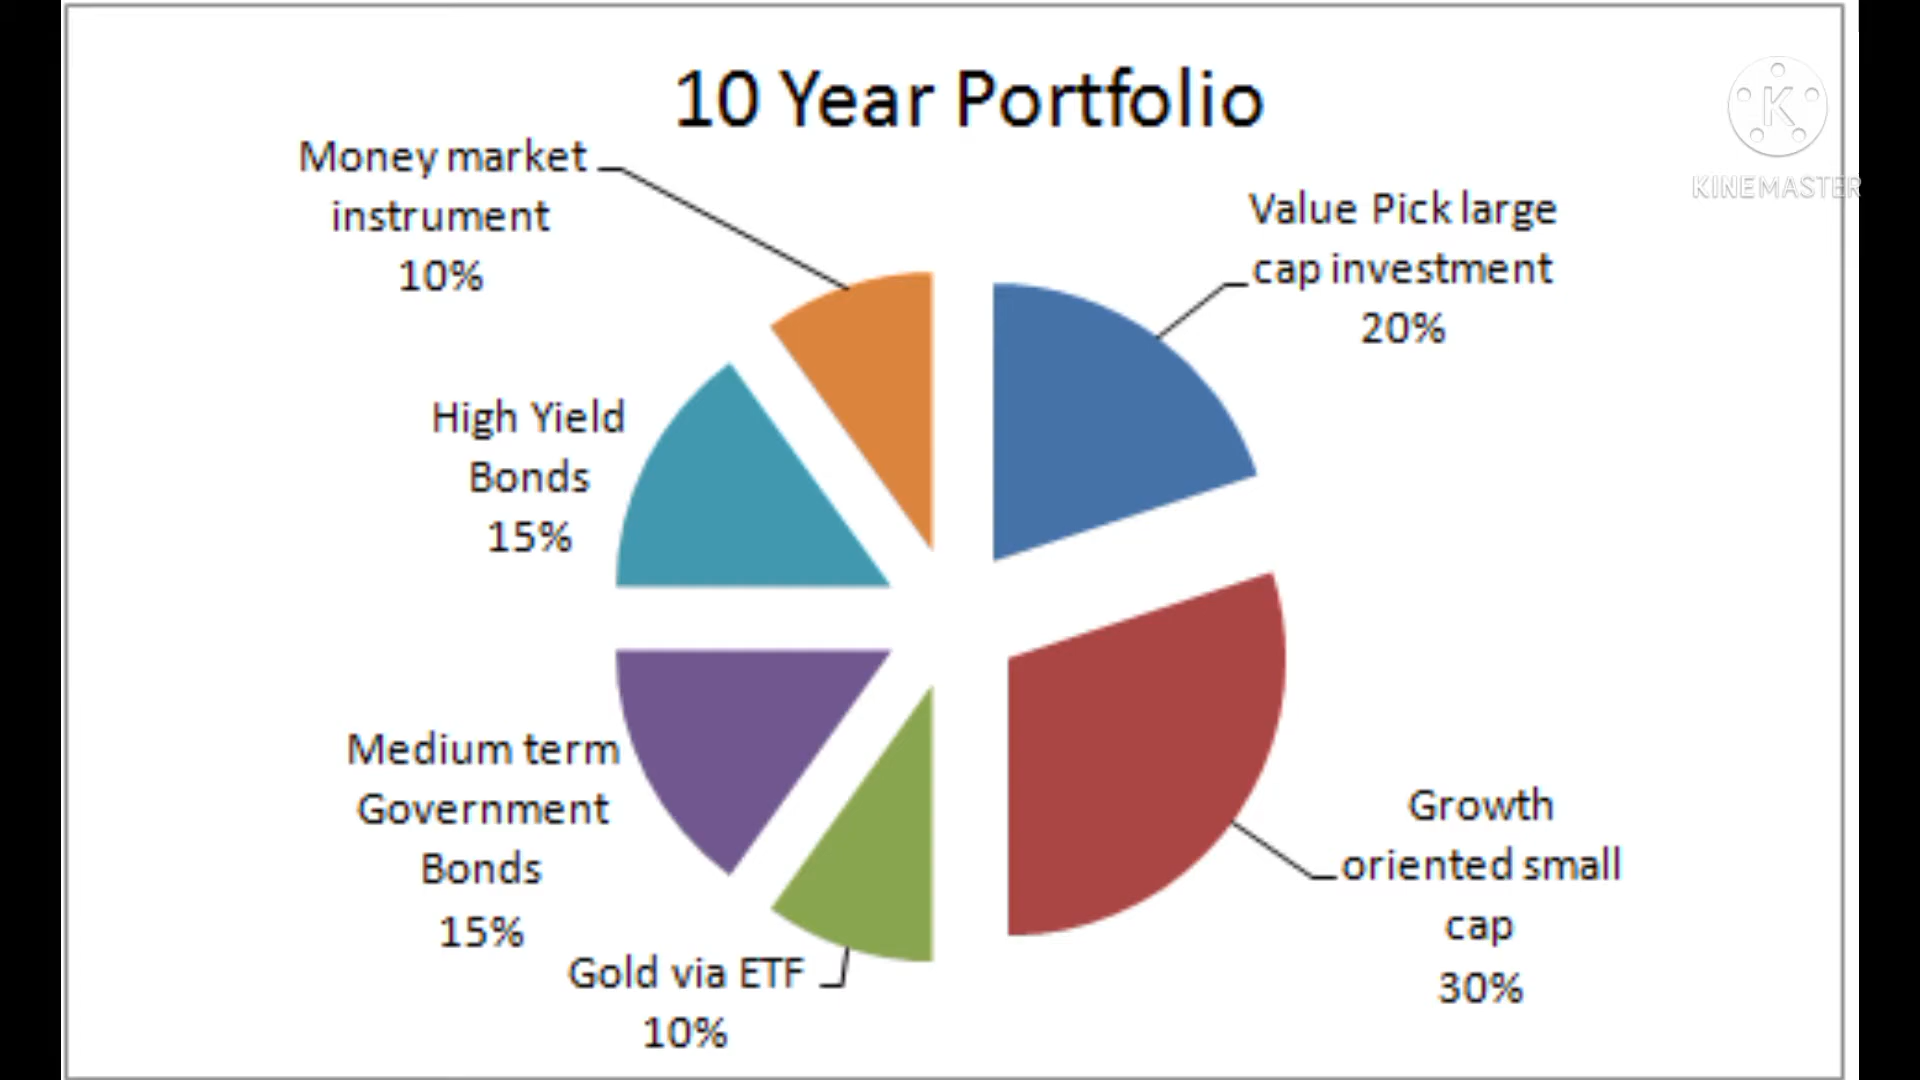 10 Year Portfolio
K
KINEMASTER
Money market
instrument
10%
Value Pick large
cap investment
20%
High Yield
Bonds
15%
Medium term
Government
Bonds
15%
Gold via ETF
10%
Growth
oriented small
cap
30%